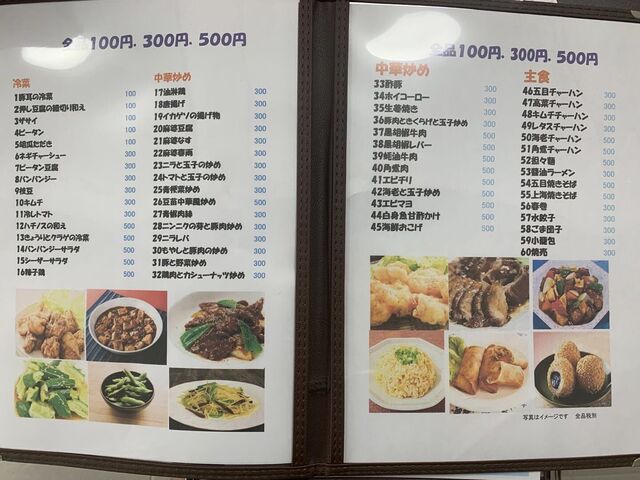 全品100円、300円、500円
冷菜
1豚耳の冷菜 100
2押し豆腐の細切り和え 100
3ザサイ 100
4ピータン 100
5胡瓜たたき 100
6ネギチャーシュー 300
7ピータン豆腐 300
8バンバンジー 300
9枝豆 300
10キムチ 300
11冷しトマト 300
12ハチノスの和え 500
13きょうりとクラゲの冷菜 500
14バンバンジーサラダ 500
15シーザーサラダ 500
16辣子鶏 500
中華炒め
17油淋鶏 300
18唐揚げ 300
19イカゲソの揚げ物 300
20麻婆豆腐 300
21麻婆なす 300
22麻婆春雨 300
23ニラと玉子の炒め 300
24トマトと玉子の炒め 300
25青梗菜炒め 300
26豆苗中華風炒め 500
27青椒肉絲 300
28ニンニクの芽と豚肉炒め 300
29ニラレバ 300
30もやしと豚肉の炒め 300
31豚と野菜炒め 300
32鶏肉とカシューナッツ炒め 300
全品100円、300円、500円
中華炒め
33酢豚 300
34ホイコーロー 300
35生姜焼き 300
36豚肉ときくらげと玉子炒め 300
37黒胡椒牛肉 300
38黒胡椒レバー 300
39蚝油牛肉 300
40角煮肉 300
41エビチリ 300
42海老と玉子炒め 300
43エビマヨ 300
44白身魚甘酢かけ 500
45海鮮おこげ 500
主食
46五目チャーハン 300
47高菜チャーハン 300
48キムチチャーハン 300
49レタスチャーハン 300
50海老チャーハン 300
51角煮チャーハン 300
52担々麺 300
53醤油ラーメン 300
54五目焼きそば 300
55上海焼きそば 300
56春巻 300
57水餃子 300
58ごま団子 300
59小籠包 300
60焼売 300
写真はイメージです 全品税別